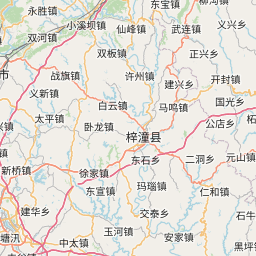 永胜镇
小溪坝镇
仙峰镇
东宝镇
武连镇
义兴乡
双河镇
双板镇
正兴乡
市
战旗镇
许州镇
建兴乡
开封镇
义新镇
白云镇
马鸣镇
国光乡
太平镇
卧龙镇
公店乡
兴镇
梓潼县
东石乡
二洞乡
元山镇
新桥镇
徐家镇
东宣镇
玛瑙镇
仁和镇
建华乡
交泰乡
塘汛
中太镇
玉河镇
安家镇
黑坪镇